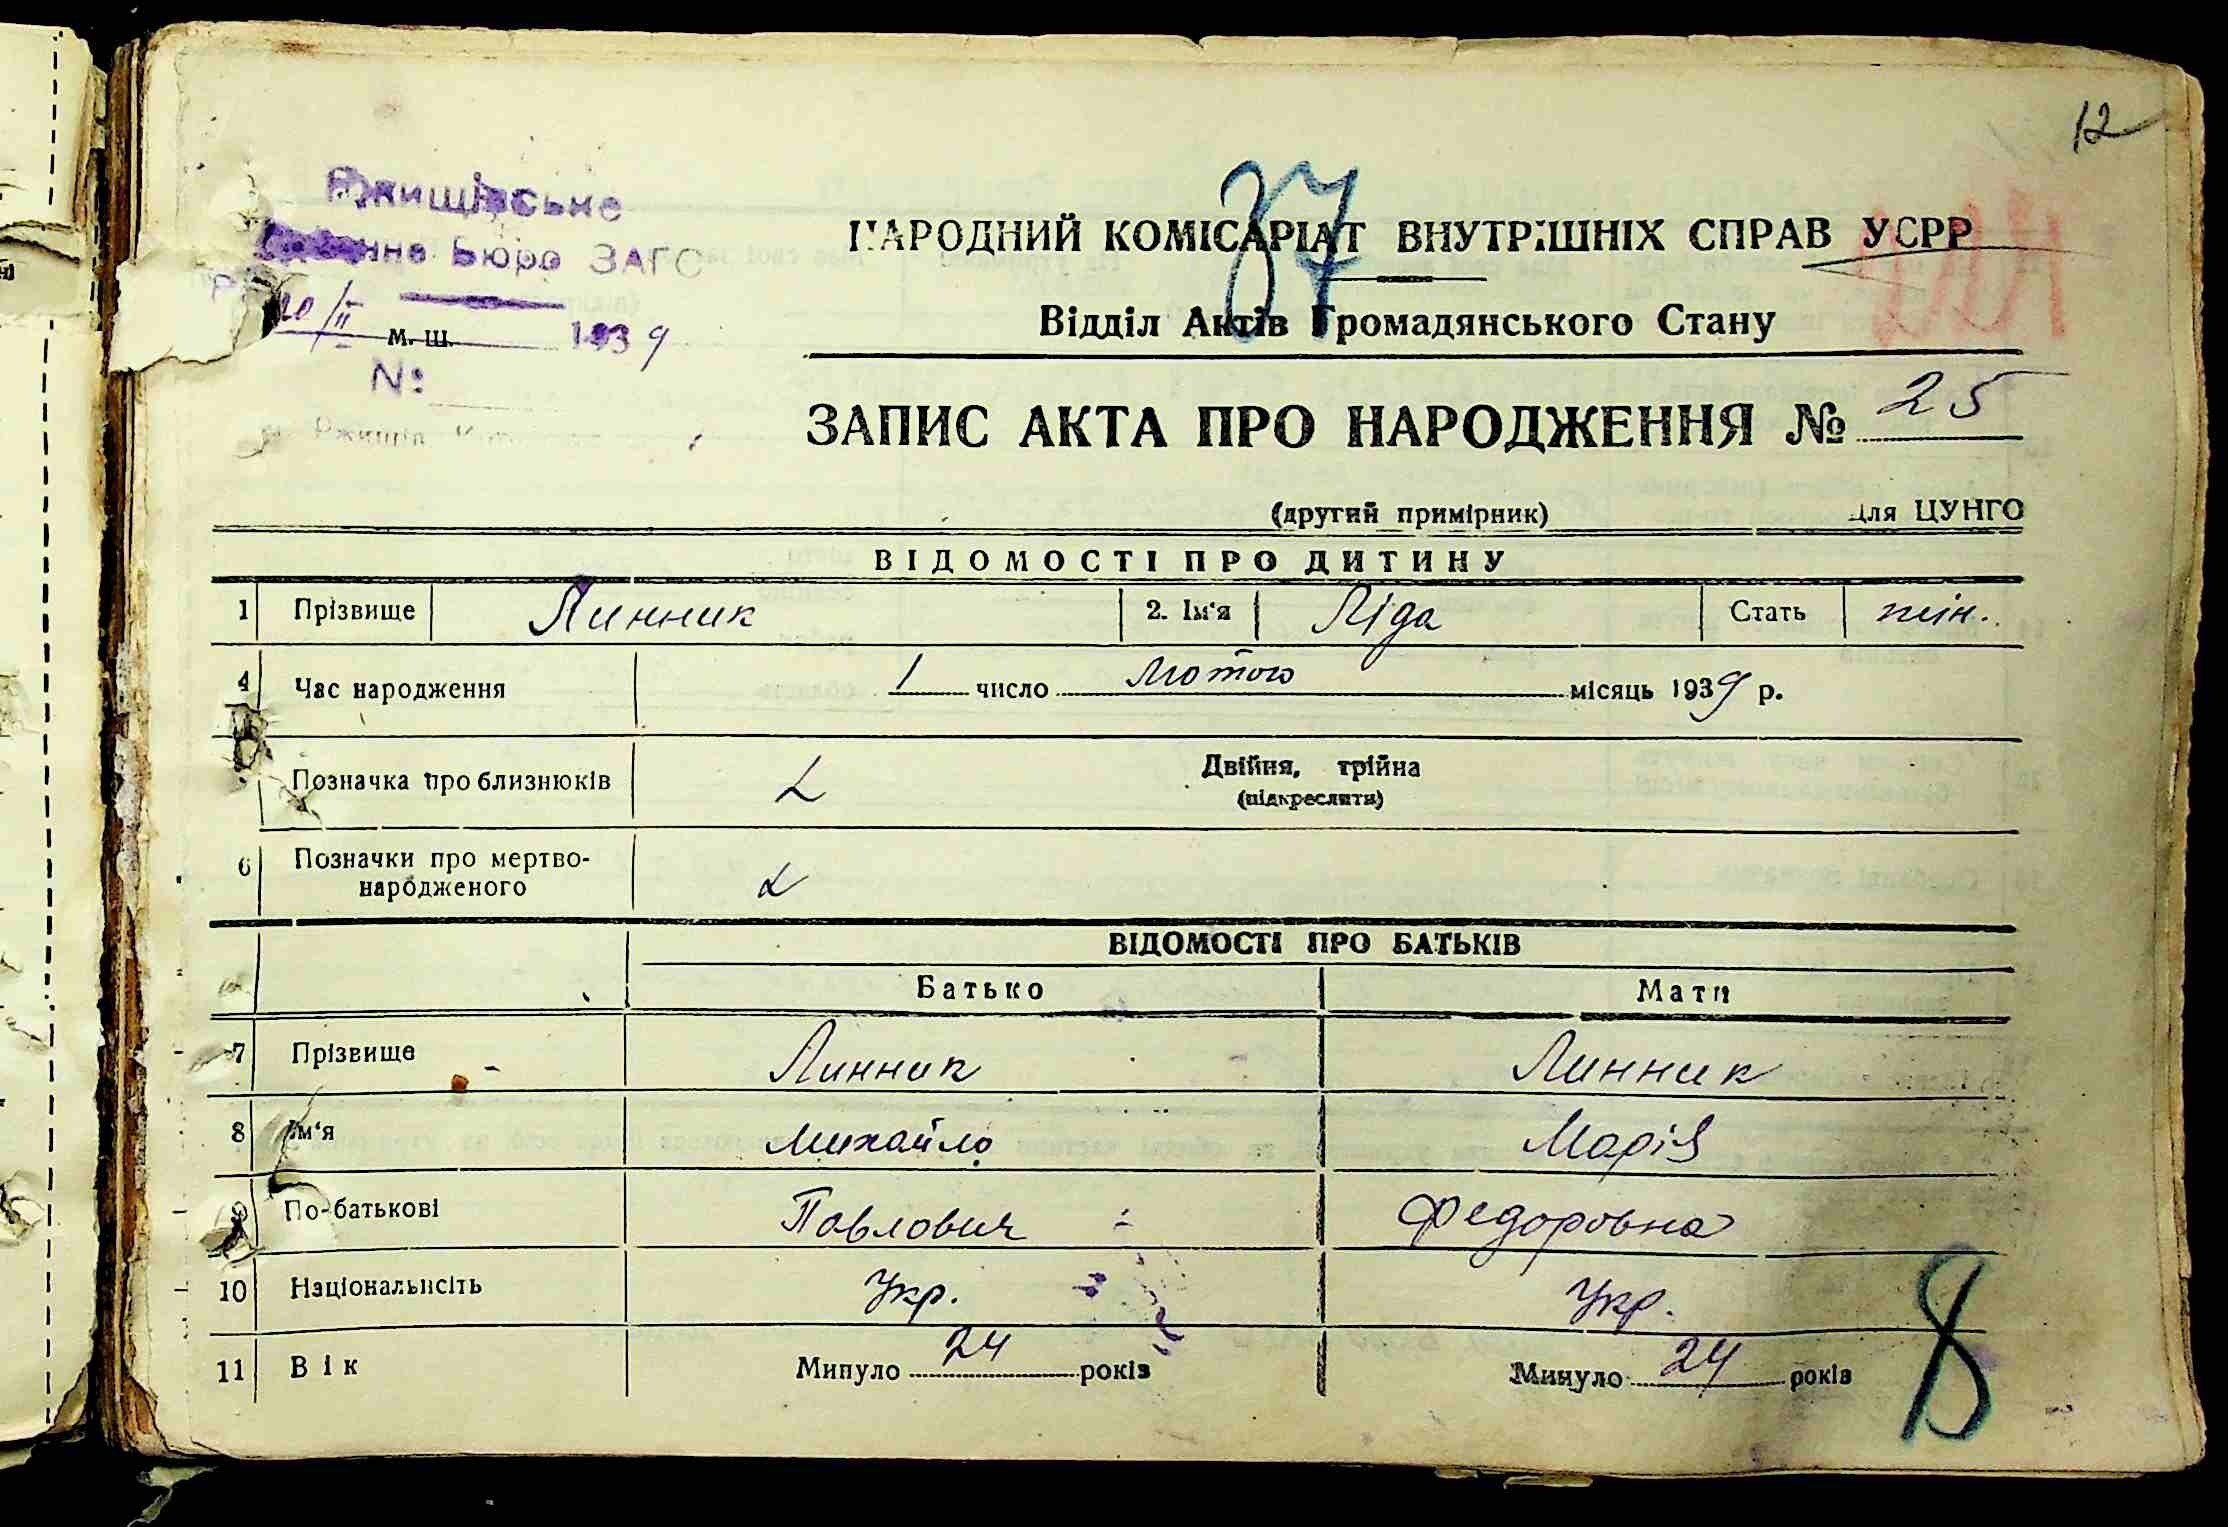 12
37
Ржищівське
Бюро ЗАГС
20/II м. ш. 1939
№:
НАРОДНИЙ КОМІСАРІАТ ВНУТРІШНІХ СПРАВ УСРР
Відділ Актів Громадянського Стану
ЗАПИС АКТА ПРО НАРОДЖЕННЯ № 25
(другий примірник) Для ЦУНГО
ВІДОМОСТІ ПРО ДИТИНУ
1 Прізвище Линник 2. Ім'я Ліда Стать жін.
4 Час народження 1 число лютого місяць 1939 р.
Позначка про близнюків Двійня, трійна
(підкреслити)
6 Позначки про мертво-
народженого
ВІДОМОСТІ ПРО БАТЬКІВ
Батько Мати
7 Прізвище Линник Линник
8 Ім'я Михайло Марія
9 По-батькові Павлович Федоровна
10 Національність Укр. Укр.
11 Вік Минуло 24 років Минуло 24 років
8